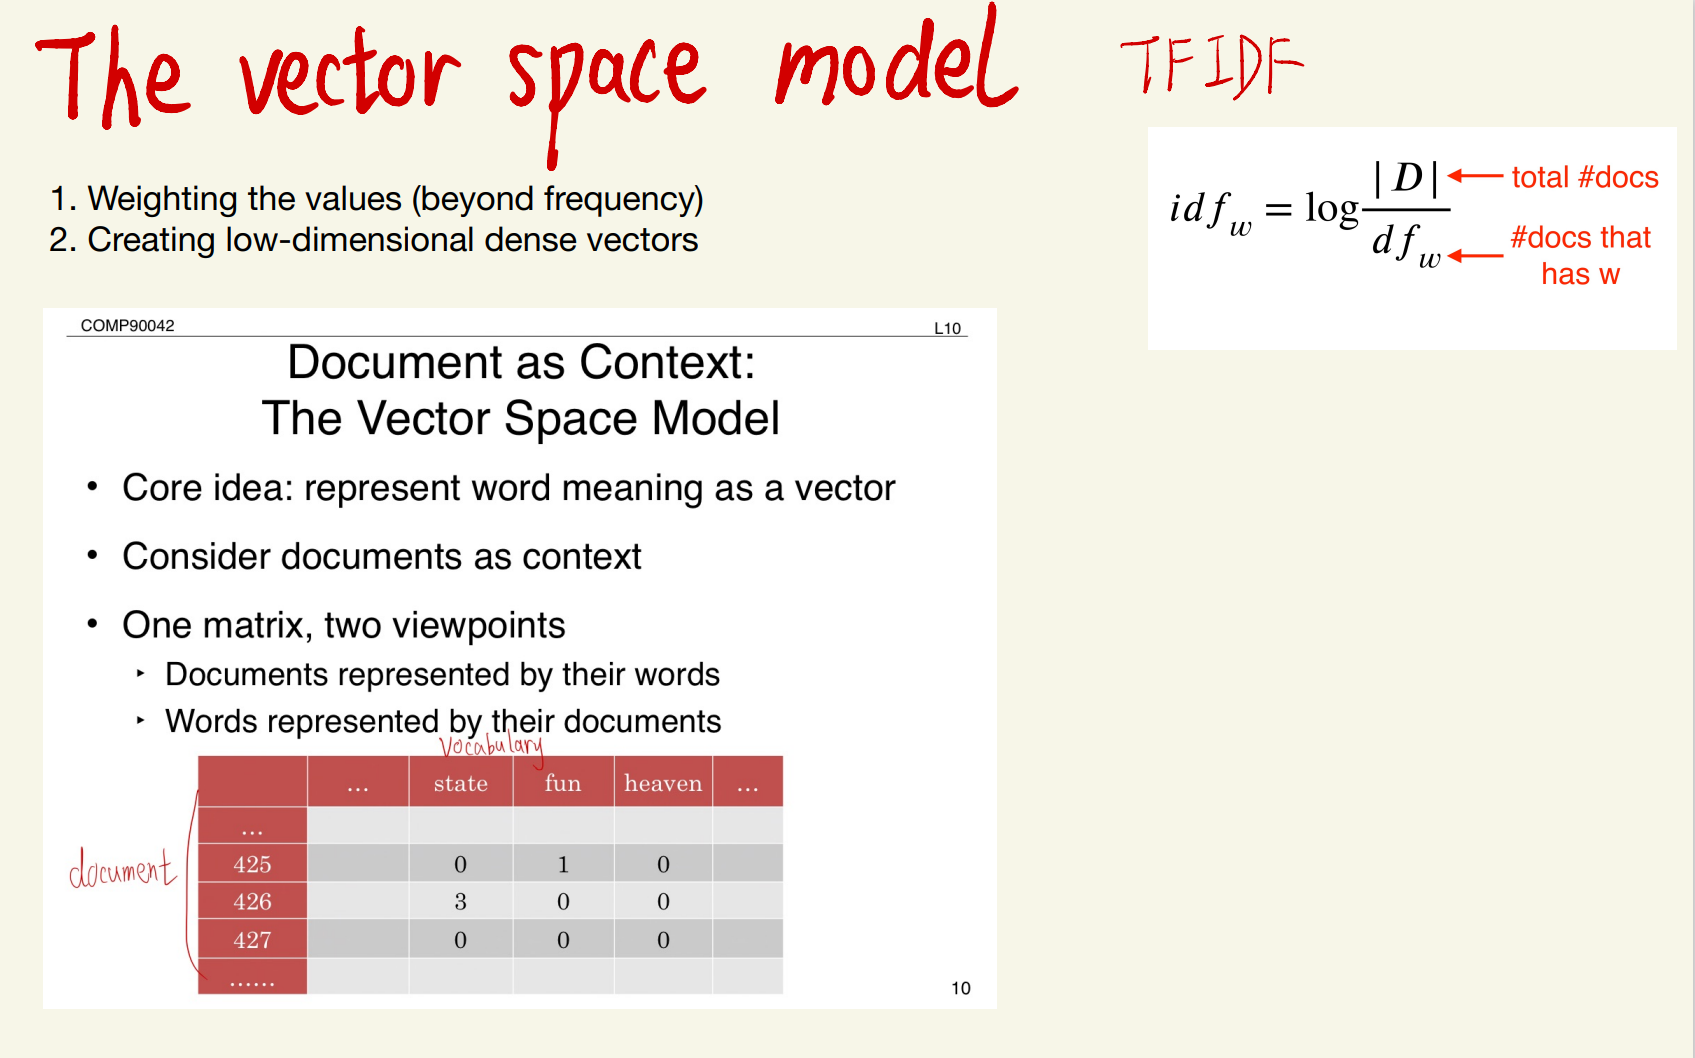 The vector space model
TFIDF
1. Weighting the values (beyond frequency)
2. Creating low-dimensional dense vectors
idf_w = log |D| / df_w
total #docs
#docs that
has w
COMP90042 L10
Document as Context:
The Vector Space Model
• Core idea: represent word meaning as a vector
• Consider documents as context
• One matrix, two viewpoints
‣ Documents represented by their words
‣ Words represented by their documents
vocabulary
... state fun heaven ...
...
document
425 0 1 0
426 3 0 0
427 0 0 0
......
10